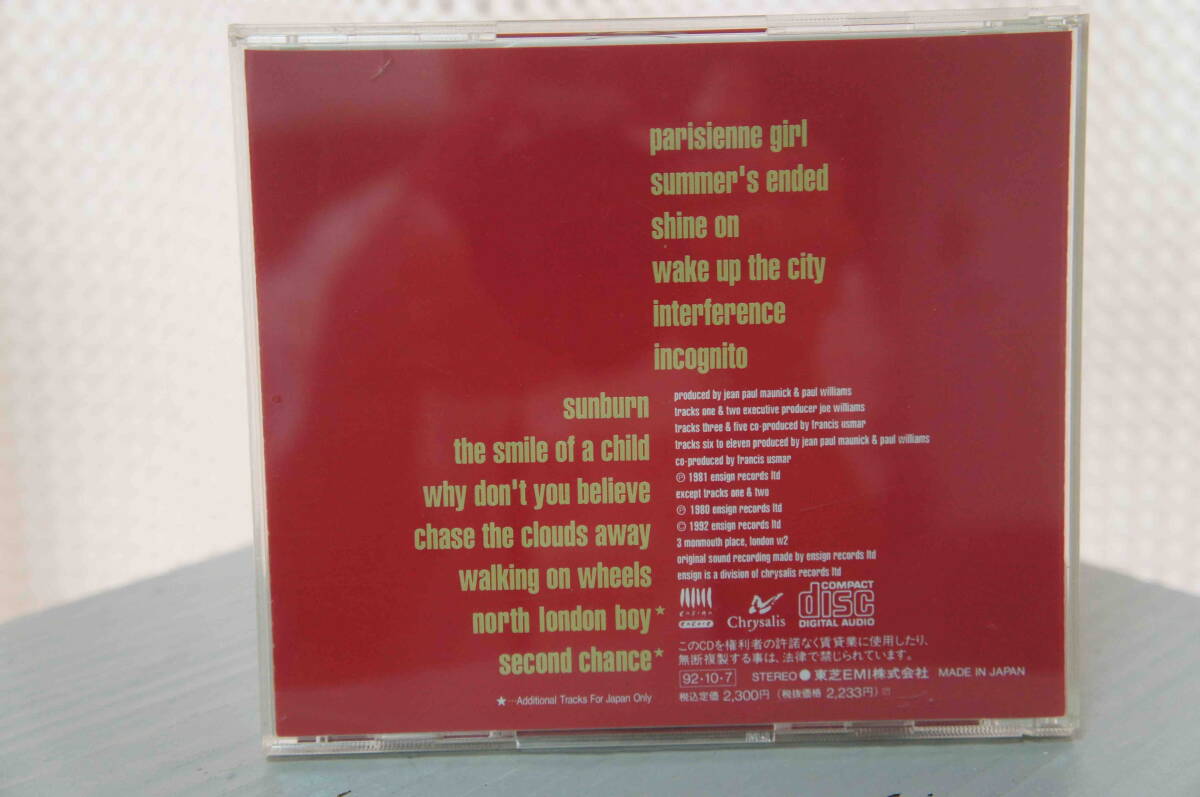 parisienne girl
summer's ended
shine on
wake up the city
interference
incognito
sunburn
the smile of a child
why don't you believe
chase the clouds away
walking on wheels
north london boy★
second chance★
★…Additional Tracks For Japan Only
produced by jean paul maunick & paul williams
tracks one & two executive producer joe williams
tracks three & five co-produced by francis usmar
tracks six to eleven produced by jean paul maunick & paul williams
co-produced by francis usmar
℗ 1981 ensign records ltd
except tracks one & two
℗ 1980 ensign records ltd
© 1992 ensign records ltd
3 monmouth place, london w2
original sound recording made by ensign records ltd
ensign is a division of chrysalis records ltd
ensign
encore
Chrysalis
COMPACT
disc
DIGITAL AUDIO
このCDを権利者の許諾なく賃貸業に使用したり、
無断複製する事は、法律で禁じられています。
92・10・7 STEREO ● 東芝EMI株式会社 MADE IN JAPAN
税込定価 2,300円 (税抜価格 2,233円)